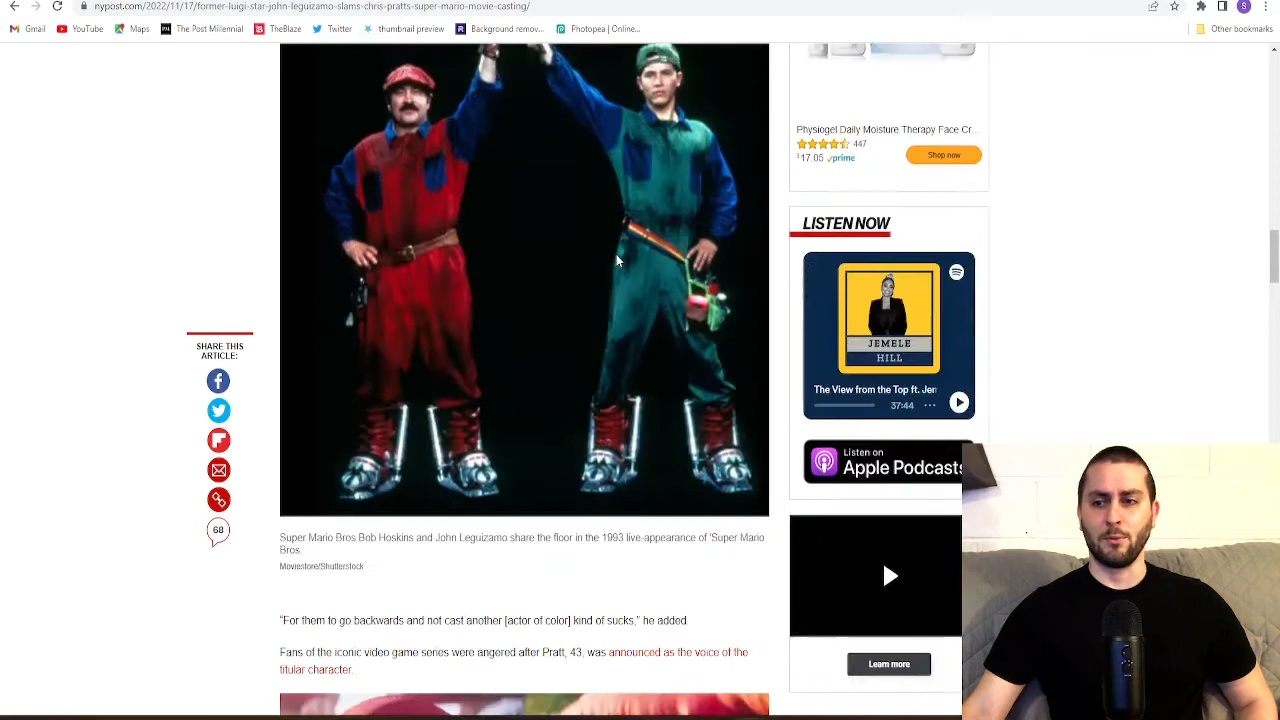 nypost.com/2022/11/17/former-luigi-star-john-leguizamo-slams-chris-pratts-super-mario-movie-casting/
S
Gmail
YouTube
Maps
The Post Millennial
TheBlaze
Twitter
thumbnail preview
Background remov...
Photopea | Online...
Other bookmarks
Physiogel Daily Moisture Therapy Face Cr...
447
$17.05 prime
Shop now
LISTEN NOW
JEMELE
HILL
The View from the Top ft. Jem
37:44
Listen on
Apple Podcasts
SHARE THIS
ARTICLE:
68
Super Mario Bros Bob Hoskins and John Leguizamo share the floor in the 1993 live-appearance of 'Super Mario
Bros.
Moviestore/Shutterstock
“For them to go backwards and not cast another [actor of color] kind of sucks,” he added.
Fans of the iconic video game series were angered after Pratt, 43, was announced as the voice of the
titular character.
Learn more